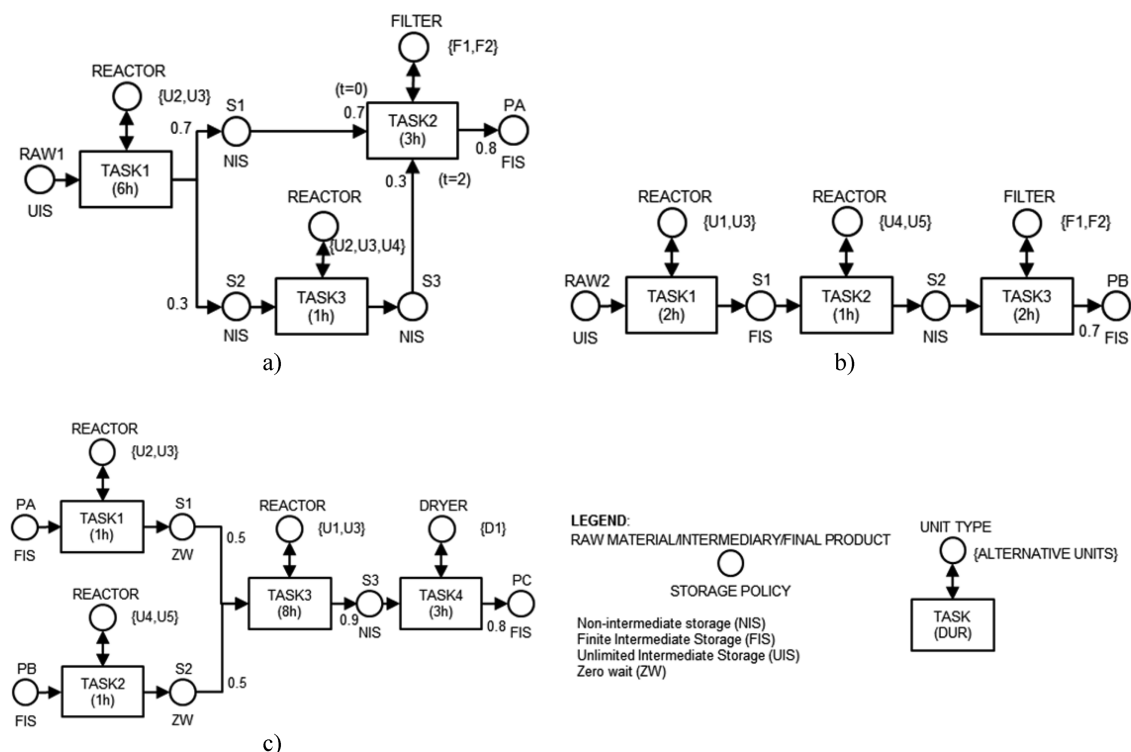 FILTER
{F1,F2}
REACTOR
{U2,U3}
S1
(t=0)
0.7
TASK2
(3h)
PA
0.8
FIS
0.7
NIS
RAW1
UIS
TASK1
(6h)
0.3
(t=2)
REACTOR
{U2,U3,U4}
0.3
S2
NIS
TASK3
(1h)
S3
NIS
a)
REACTOR
{U1,U3}
REACTOR
{U4,U5}
FILTER
{F1,F2}
RAW2
UIS
TASK1
(2h)
S1
FIS
TASK2
(1h)
S2
NIS
TASK3
(2h)
PB
0.7
FIS
b)
REACTOR
{U2,U3}
PA
FIS
TASK1
(1h)
S1
ZW
0.5
REACTOR
{U4,U5}
PB
FIS
TASK2
(1h)
S2
ZW
0.5
REACTOR
{U1,U3}
TASK3
(8h)
0.9
S3
NIS
DRYER
{D1}
TASK4
(3h)
PC
0.8
FIS
c)
LEGEND:
RAW MATERIAL/INTERMEDIARY/FINAL PRODUCT
STORAGE POLICY
Non-intermediate storage (NIS)
Finite Intermediate Storage (FIS)
Unlimited Intermediate Storage (UIS)
Zero wait (ZW)
UNIT TYPE
{ALTERNATIVE UNITS}
TASK
(DUR)